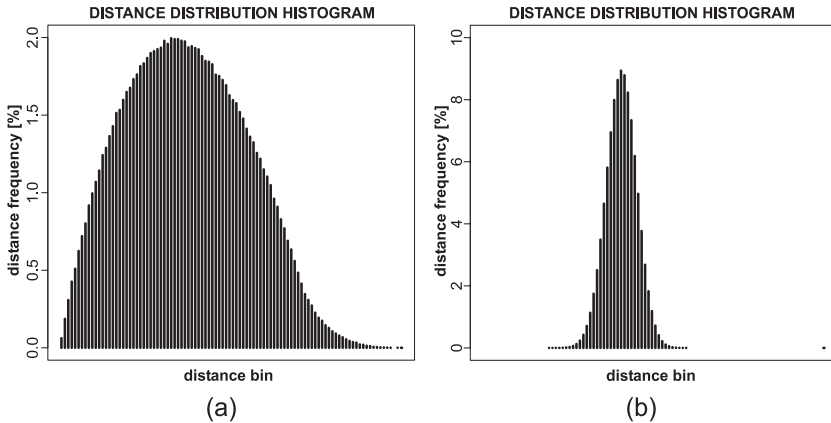 DISTANCE DISTRIBUTION HISTOGRAM
distance frequency [%]
2.0
1.5
1.0
0.5
0.0
distance bin
(a)
DISTANCE DISTRIBUTION HISTOGRAM
distance frequency [%]
10
8
6
4
2
0
distance bin
(b)